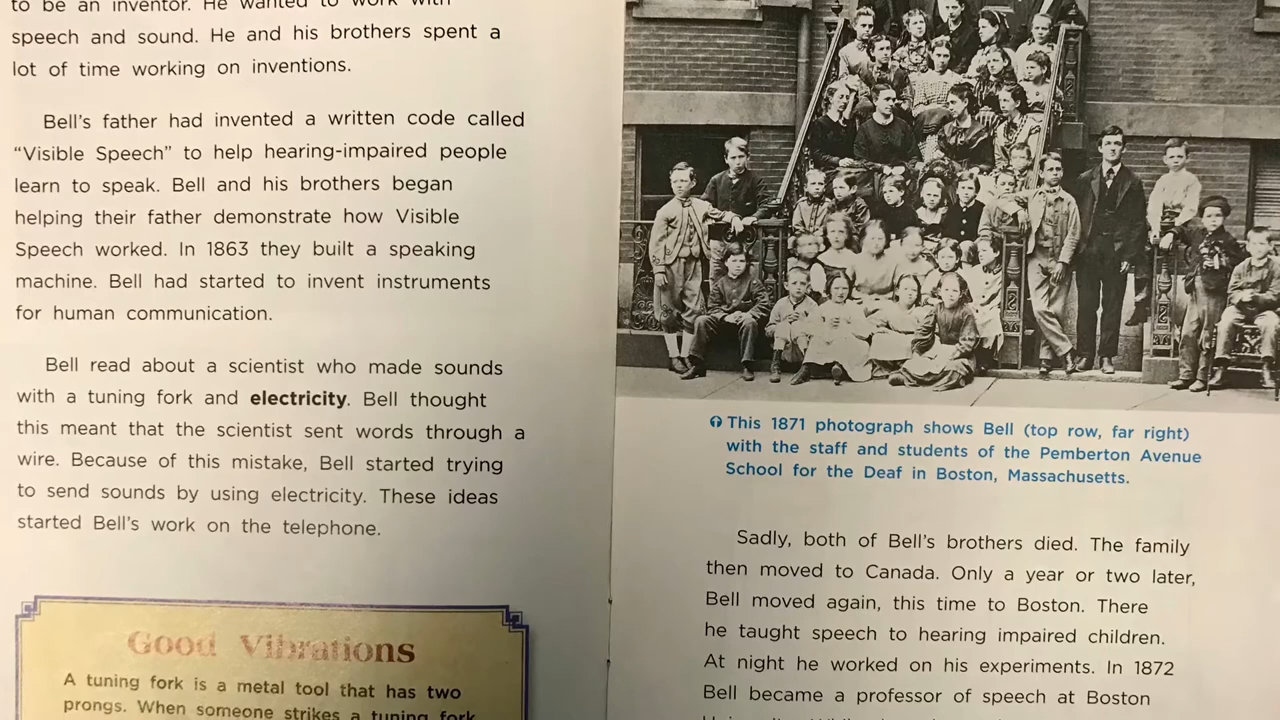 to be an inventor. He wanted to work with
speech and sound. He and his brothers spent a
lot of time working on inventions.
Bell's father had invented a written code called
“Visible Speech” to help hearing-impaired people
learn to speak. Bell and his brothers began
helping their father demonstrate how Visible
Speech worked. In 1863 they built a speaking
machine. Bell had started to invent instruments
for human communication.
Bell read about a scientist who made sounds
with a tuning fork and electricity. Bell thought
this meant that the scientist sent words through a
wire. Because of this mistake, Bell started trying
to send sounds by using electricity. These ideas
started Bell's work on the telephone.
Good Vibrations
A tuning fork is a metal tool that has two
prongs. When someone strikes a tuning fork
This 1871 photograph shows Bell (top row, far right)
with the staff and students of the Pemberton Avenue
School for the Deaf in Boston, Massachusetts.
Sadly, both of Bell's brothers died. The family
then moved to Canada. Only a year or two later,
Bell moved again, this time to Boston. There
he taught speech to hearing impaired children.
At night he worked on his experiments. In 1872
Bell became a professor of speech at Boston